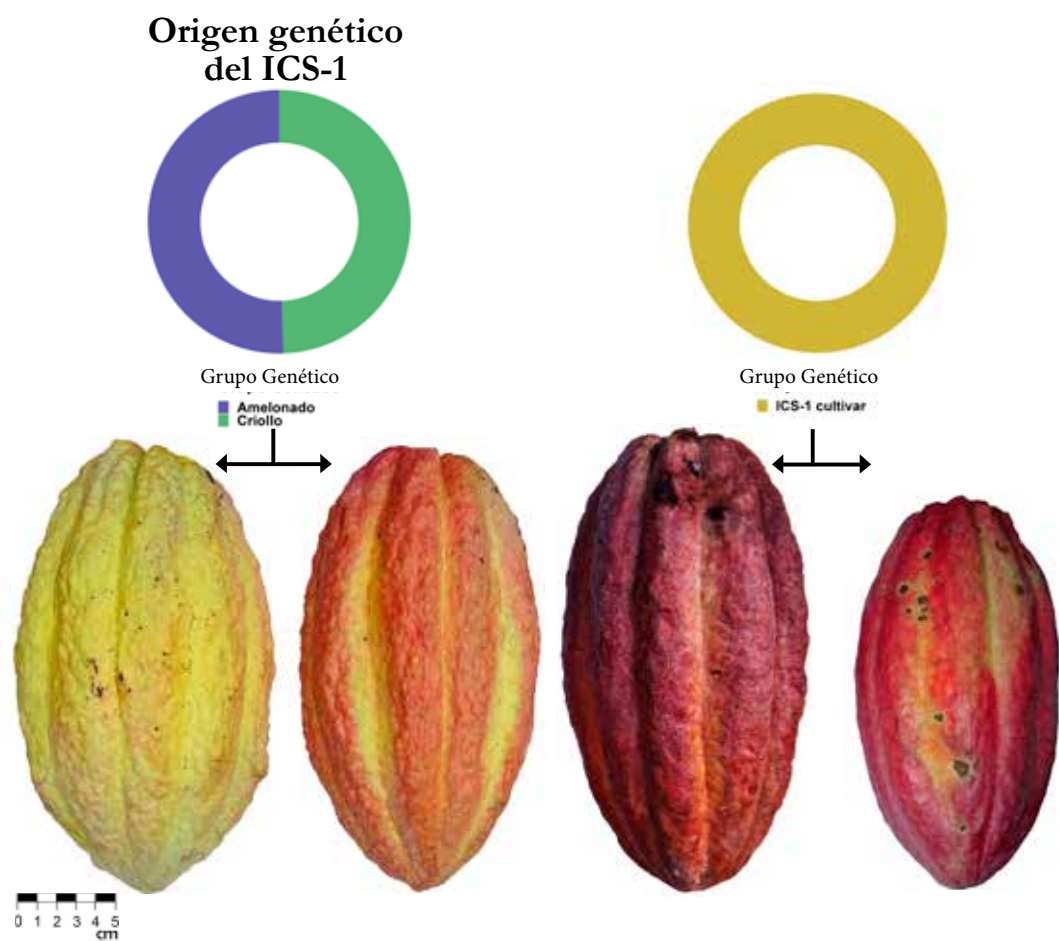 Origen genético
del ICS-1
Grupo Genético
Amelonado
Criollo
Grupo Genético
ICS-1 cultivar
0 1 2 3 4 5
cm